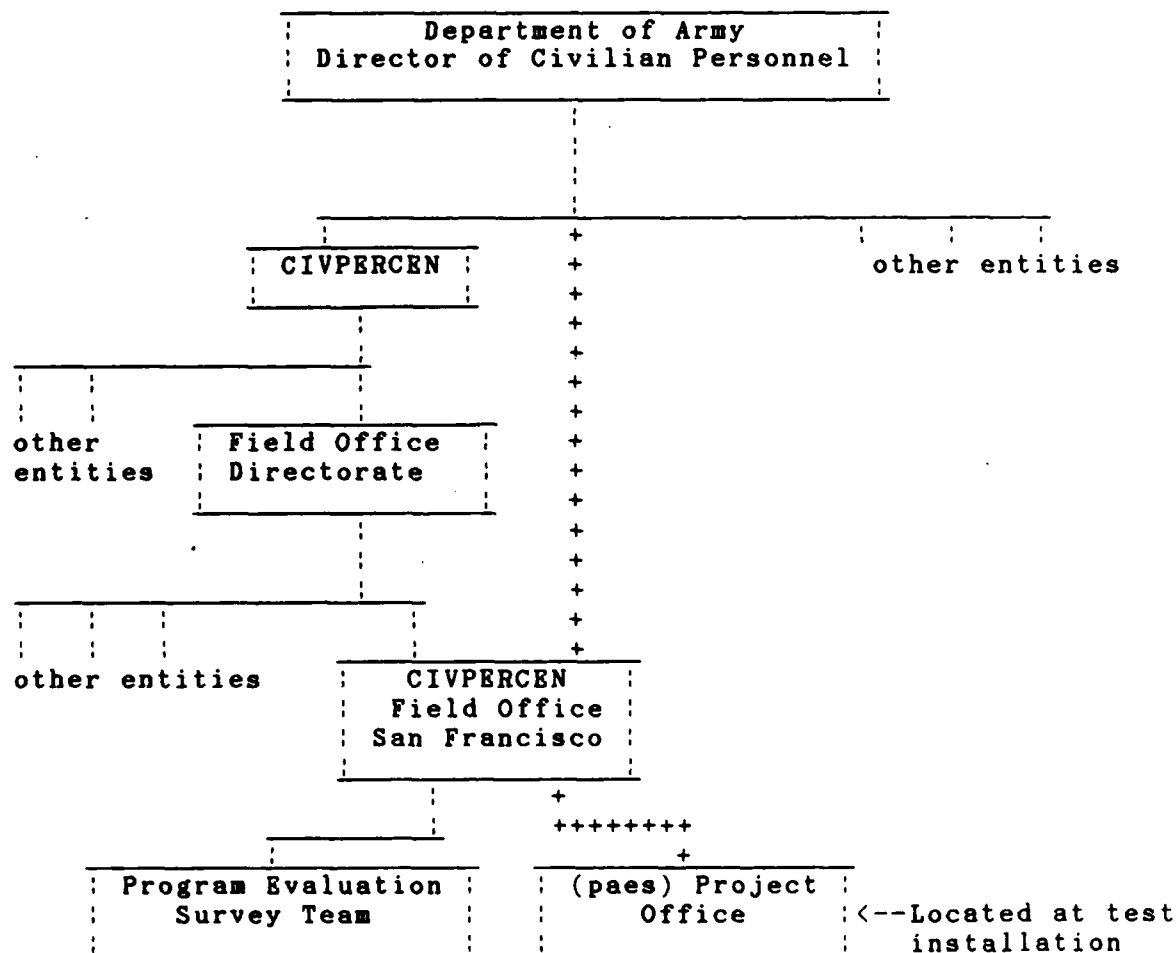 Department of Army
Director of Civilian Personnel
CIVPERCEN
other entities
other
entities
Field Office
Directorate
other entities
CIVPERCEN
Field Office
San Francisco
Program Evaluation
Survey Team
(paes) Project
Office
<--Located at test
installation